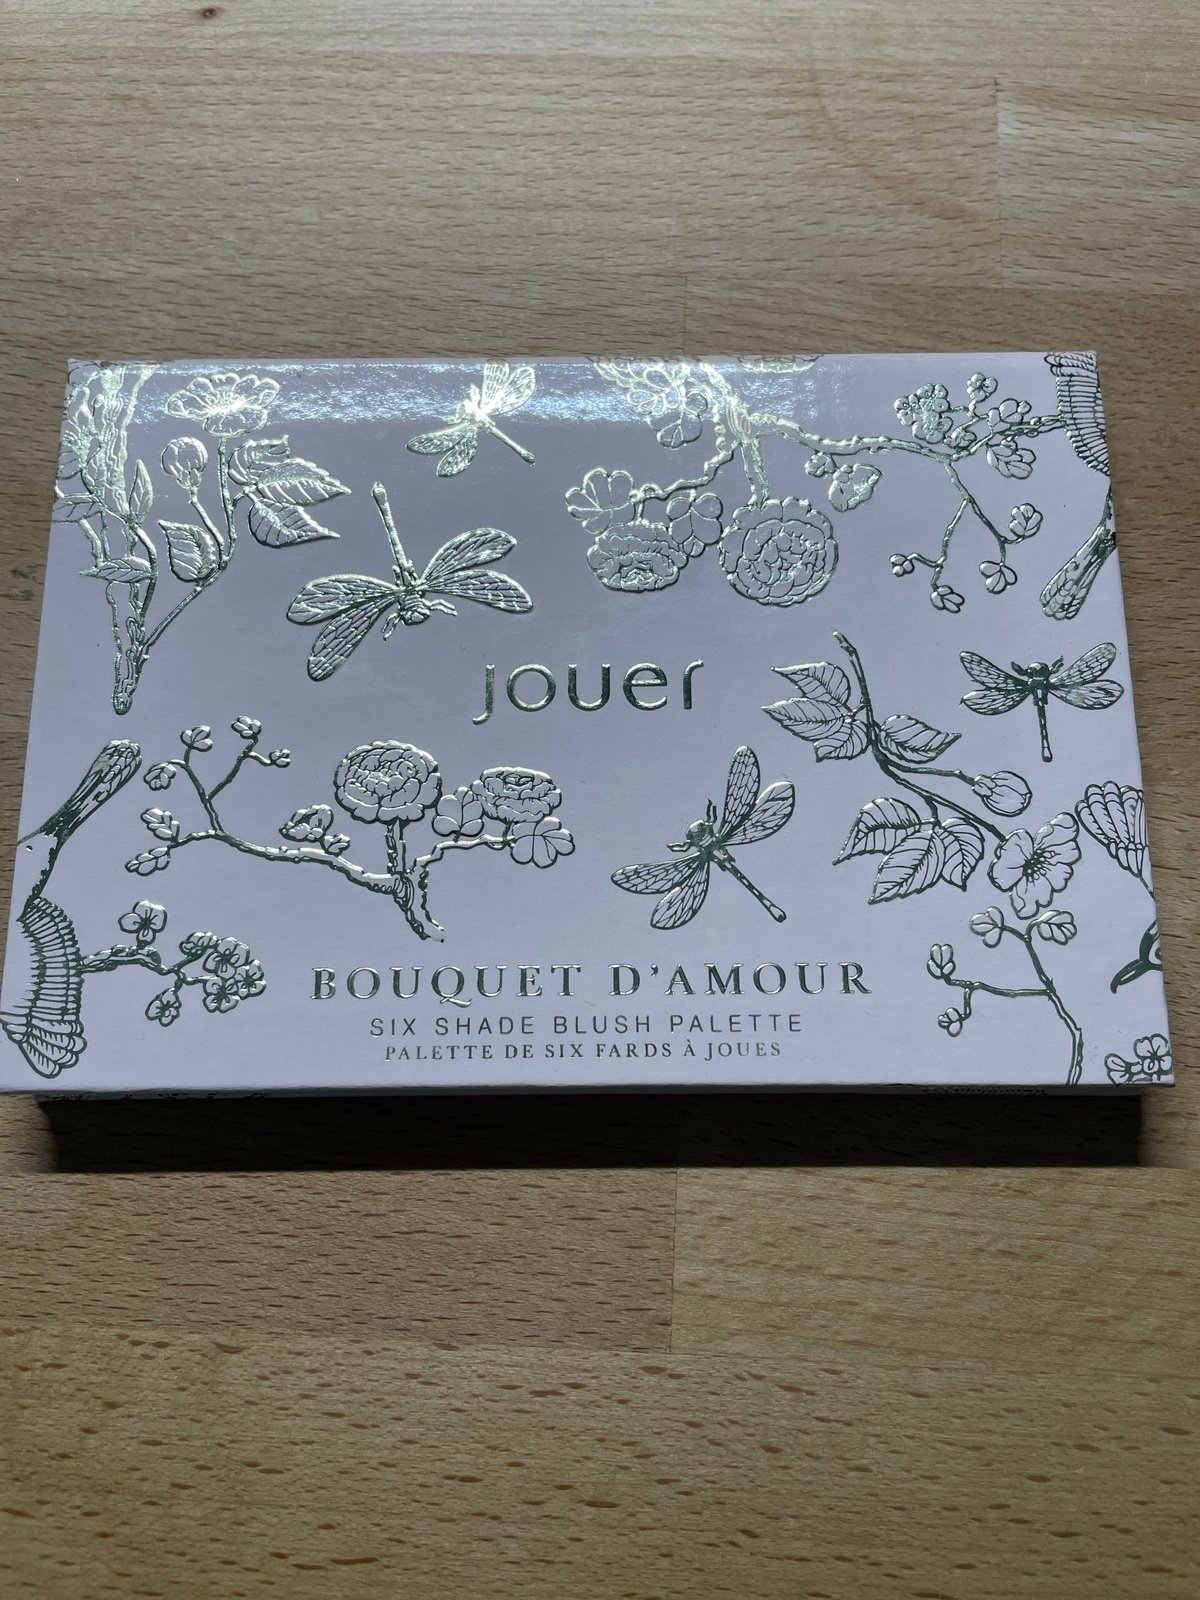 jouer
BOUQUET D'AMOUR
SIX SHADE BLUSH PALETTE
PALETTE DE SIX FARDS À JOUES